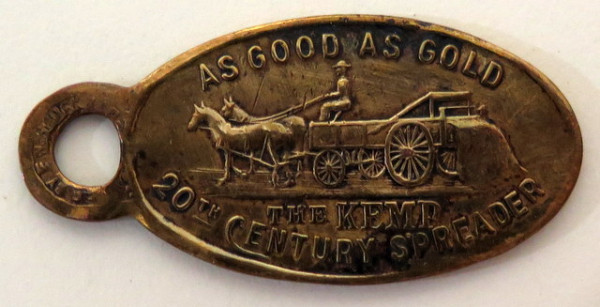 AS GOOD AS GOLD
THE KEMP
20TH CENTURY SPREADER